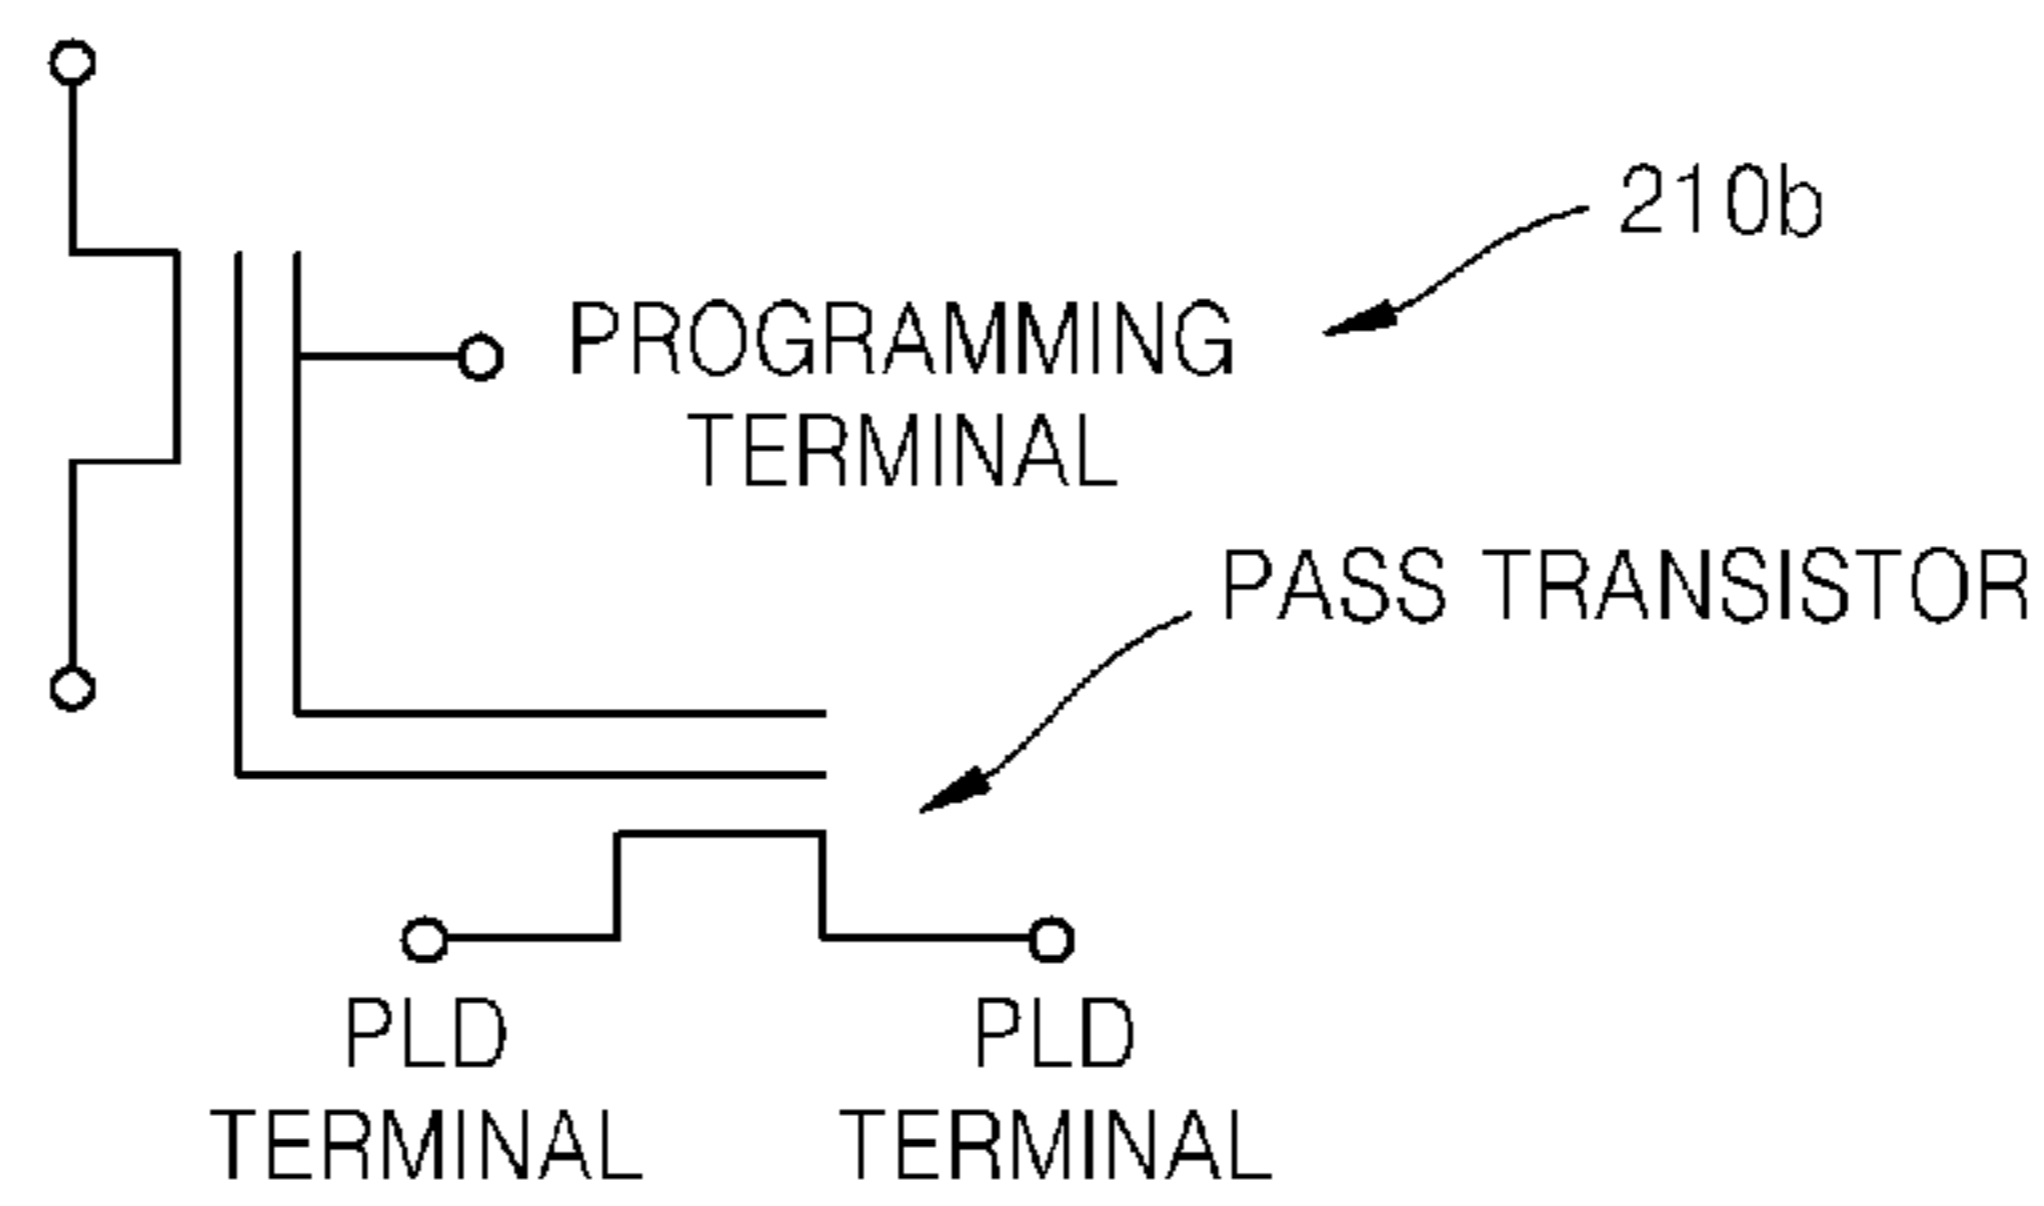 210b
PROGRAMMING
TERMINAL
PASS TRANSISTOR
PLD
TERMINAL
PLD
TERMINAL